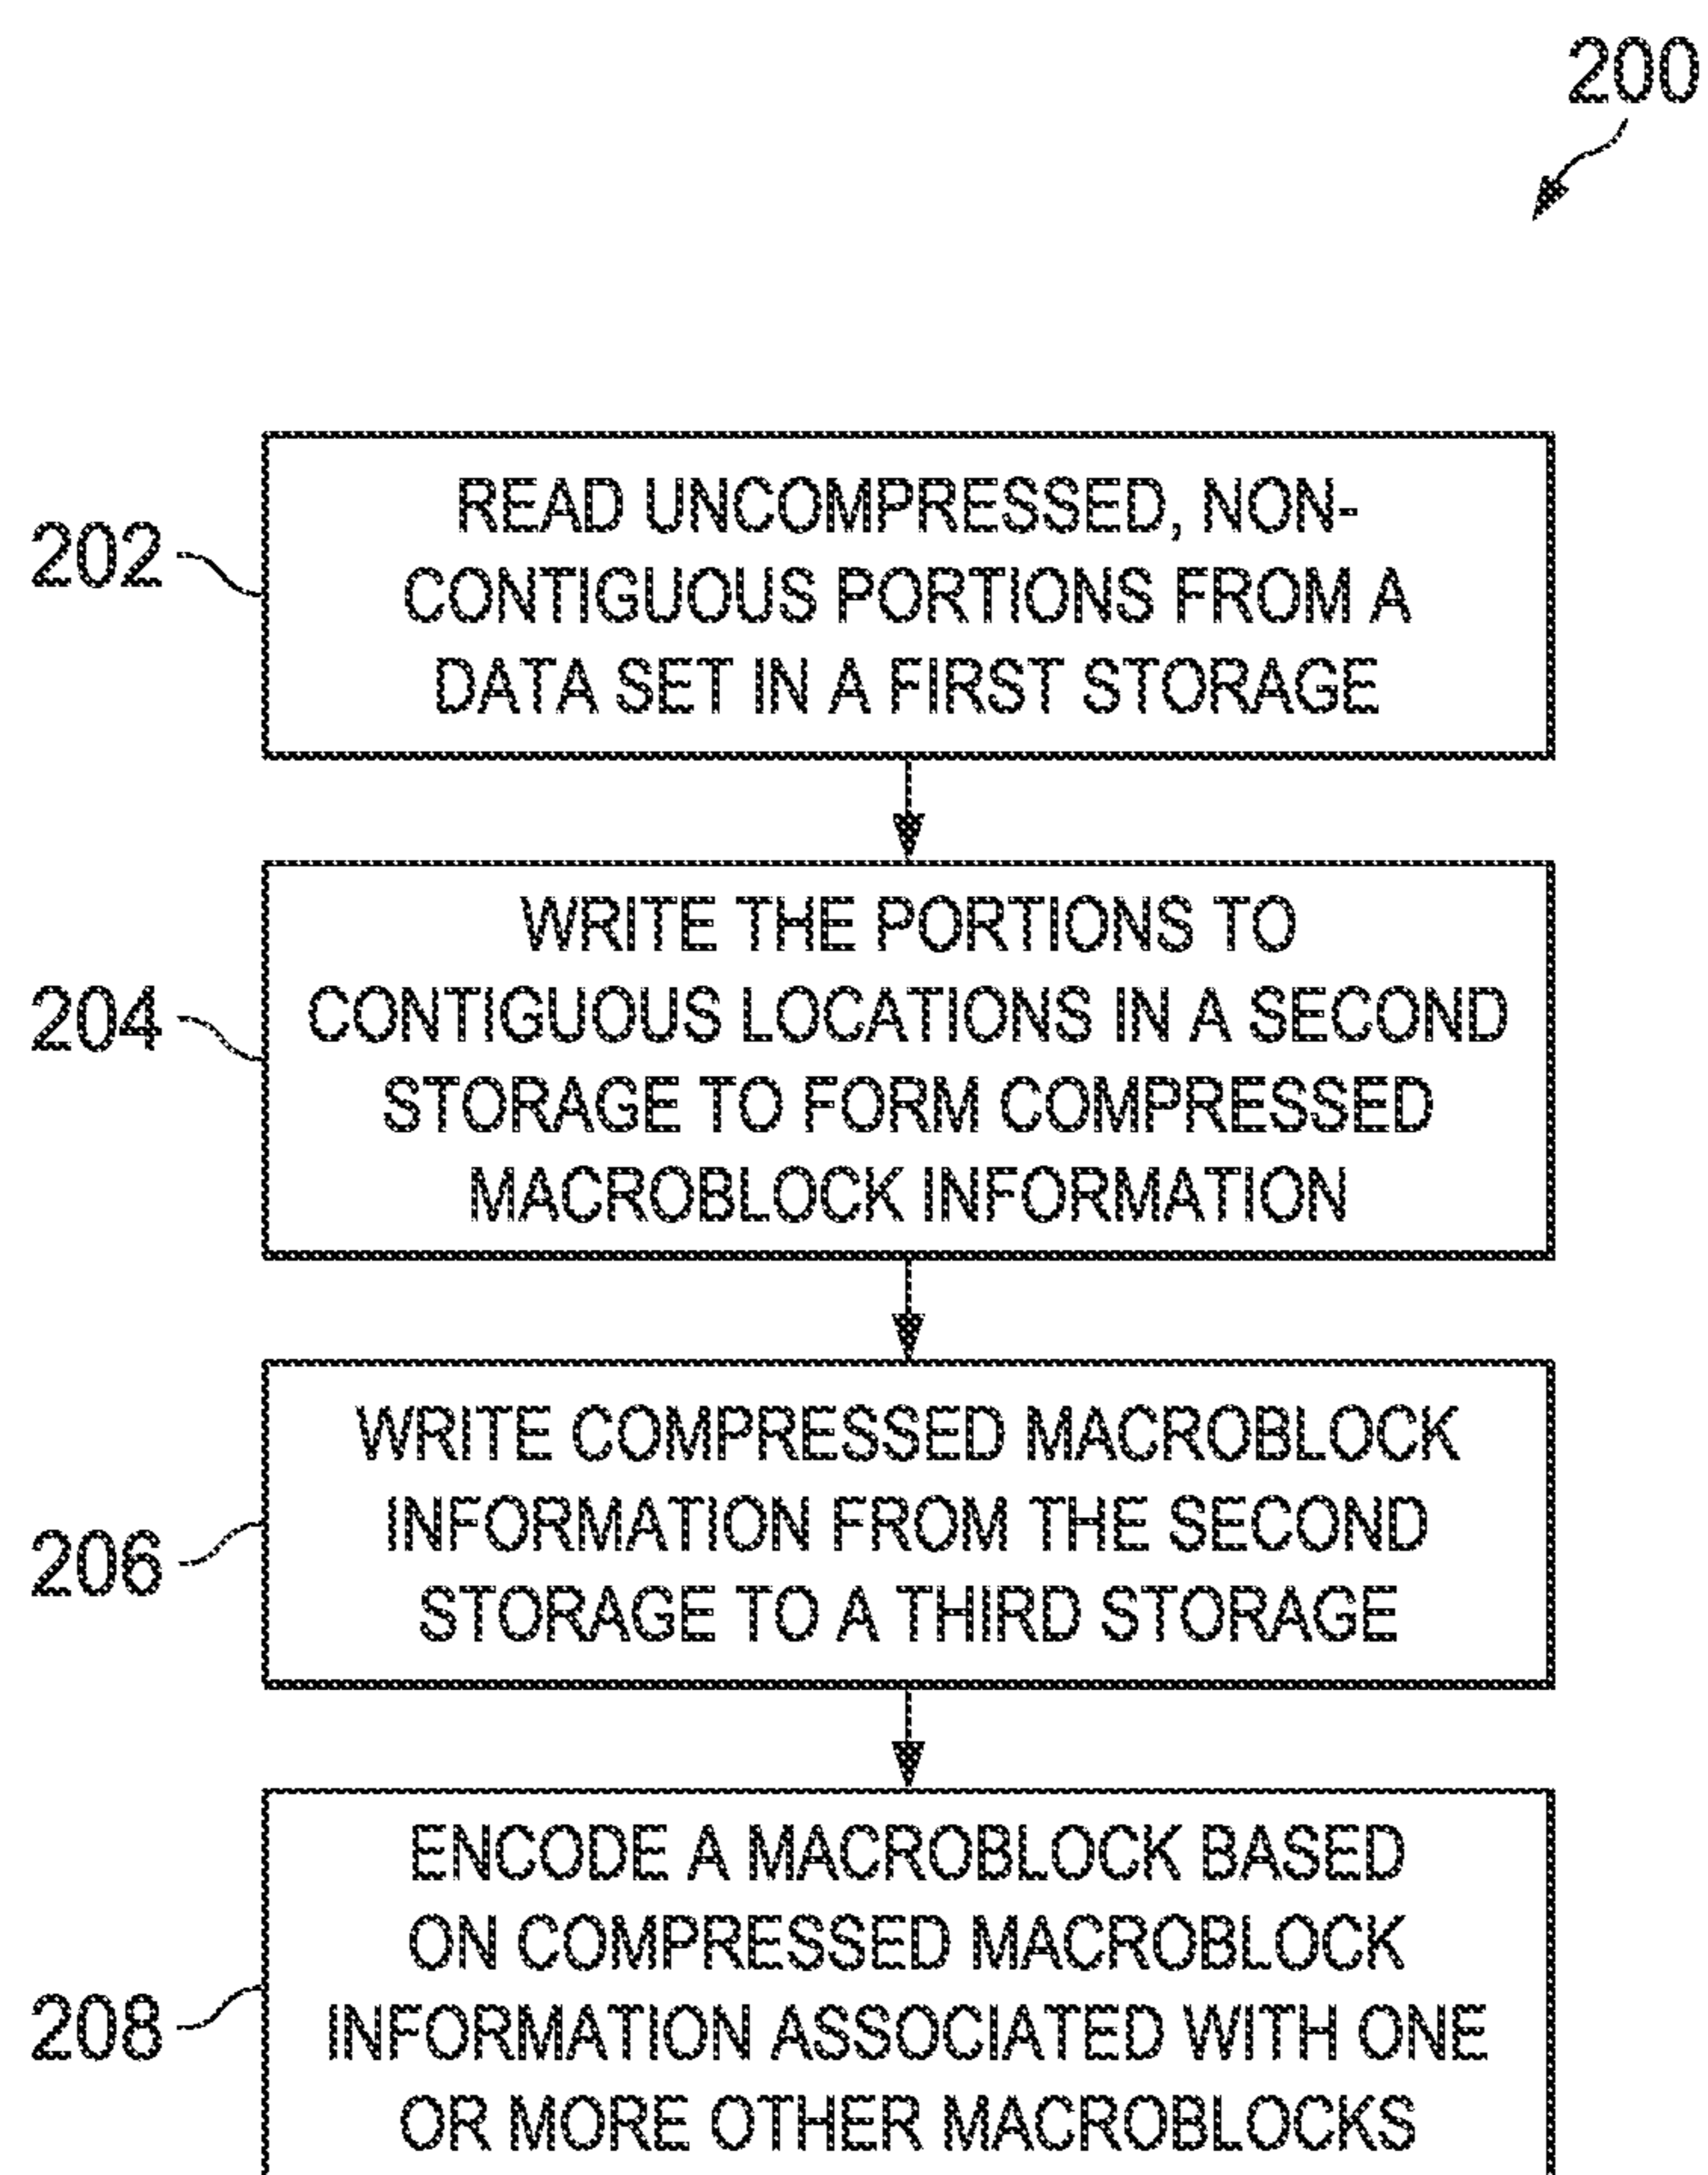 200
202
READ UNCOMPRESSED, NON-
CONTIGUOUS PORTIONS FROM A
DATA SET IN A FIRST STORAGE
204
WRITE THE PORTIONS TO
CONTIGUOUS LOCATIONS IN A SECOND
STORAGE TO FORM COMPRESSED
MACROBLOCK INFORMATION
206
WRITE COMPRESSED MACROBLOCK
INFORMATION FROM THE SECOND
STORAGE TO A THIRD STORAGE
208
ENCODE A MACROBLOCK BASED
ON COMPRESSED MACROBLOCK
INFORMATION ASSOCIATED WITH ONE
OR MORE OTHER MACROBLOCKS